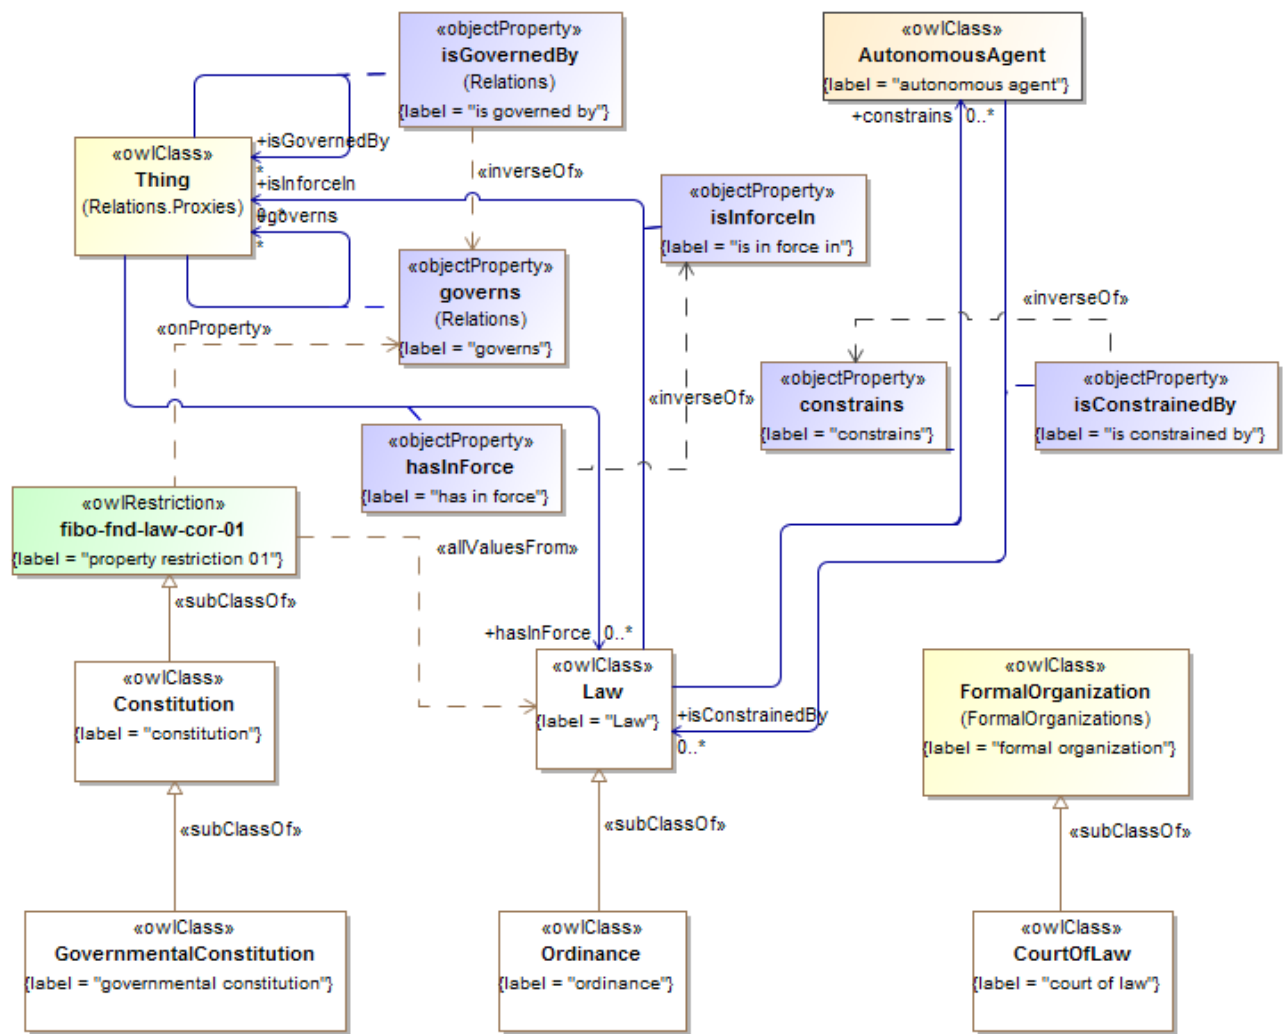 «objectProperty»
isGovernedBy
(Relations)
{label = "is governed by"}
«owlClass»
AutonomousAgent
{label = "autonomous agent"}
+constrains
0..*
+isGovernedBy
*
«owlClass»
Thing
(Relations.Proxies)
+isInforceIn
0..*
+governs
*
«inverseOf»
«objectProperty»
isInforceIn
{label = "is in force in"}
«objectProperty»
governs
(Relations)
{label = "governs"}
«onProperty»
«inverseOf»
«objectProperty»
constrains
{label = "constrains"}
«objectProperty»
isConstrainedBy
{label = "is constrained by"}
«inverseOf»
«objectProperty»
hasInForce
{label = "has in force"}
«owlRestriction»
fibo-fnd-law-cor-01
{label = "property restriction 01"}
«allValuesFrom»
«subClassOf»
+hasInForce
0..*
«owlClass»
Constitution
{label = "constitution"}
«owlClass»
Law
{label = "Law"}
+isConstrainedBy
0..*
«owlClass»
FormalOrganization
(FormalOrganizations)
{label = "formal organization"}
«subClassOf»
«subClassOf»
«subClassOf»
«owlClass»
GovernmentalConstitution
{label = "governmental constitution"}
«owlClass»
Ordinance
{label = "ordinance"}
«owlClass»
CourtOfLaw
{label = "court of law"}